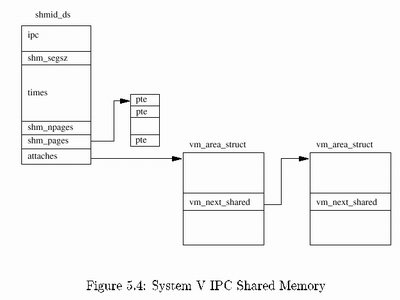 shmid_ds
ipc
shm_segsz
times
shm_npages
shm_pages
attaches
pte
pte
pte
vm_area_struct
vm_next_shared
vm_area_struct
vm_next_shared
Figure 5.4: System V IPC Shared Memory